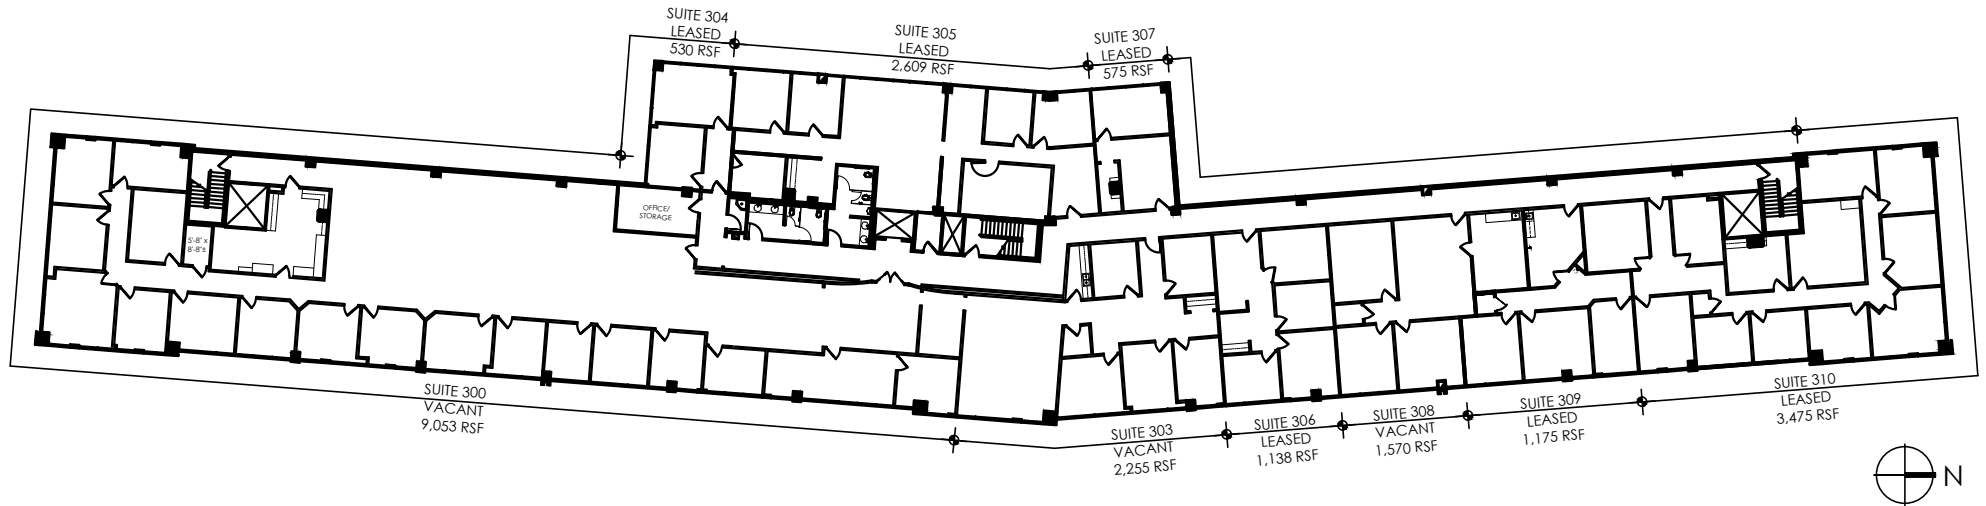 SUITE 304
LEASED
530 RSF
SUITE 305
LEASED
2,609 RSF
SUITE 307
LEASED
575 RSF
OFFICE/
STORAGE
5'-8" x
8'-8"±
SUITE 300
VACANT
9,053 RSF
SUITE 303
VACANT
2,255 RSF
SUITE 306
LEASED
1,138 RSF
SUITE 308
VACANT
1,570 RSF
SUITE 309
LEASED
1,175 RSF
SUITE 310
LEASED
3,475 RSF
N